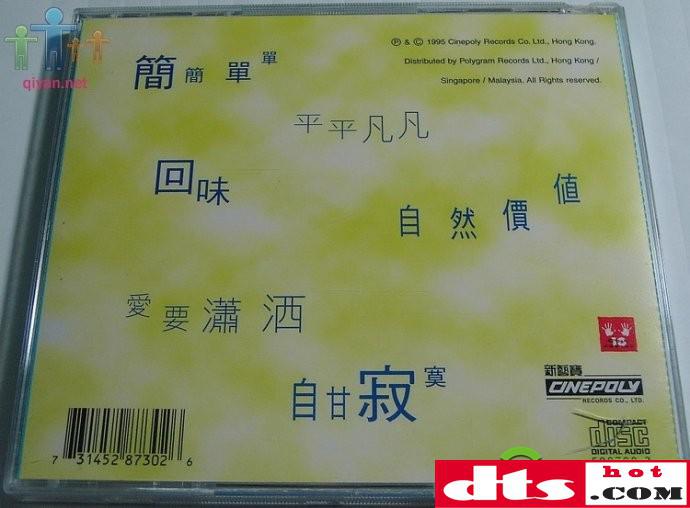 qiyan.net
簡簡單單
℗ & © 1995 Cinepoly Records Co. Ltd., Hong Kong.
Distributed by Polygram Records Ltd., Hong Kong /
Singapore / Malaysia. All Rights reserved.
平平凡凡
回味
自然價值
愛要瀟洒
自甘寂寞
10
新藝寶
CINEPOLY
RECORDS CO., LTD.
COMPACT
disc
DIGITAL AUDIO
7 31452 87302 6
dts
hot
.COM